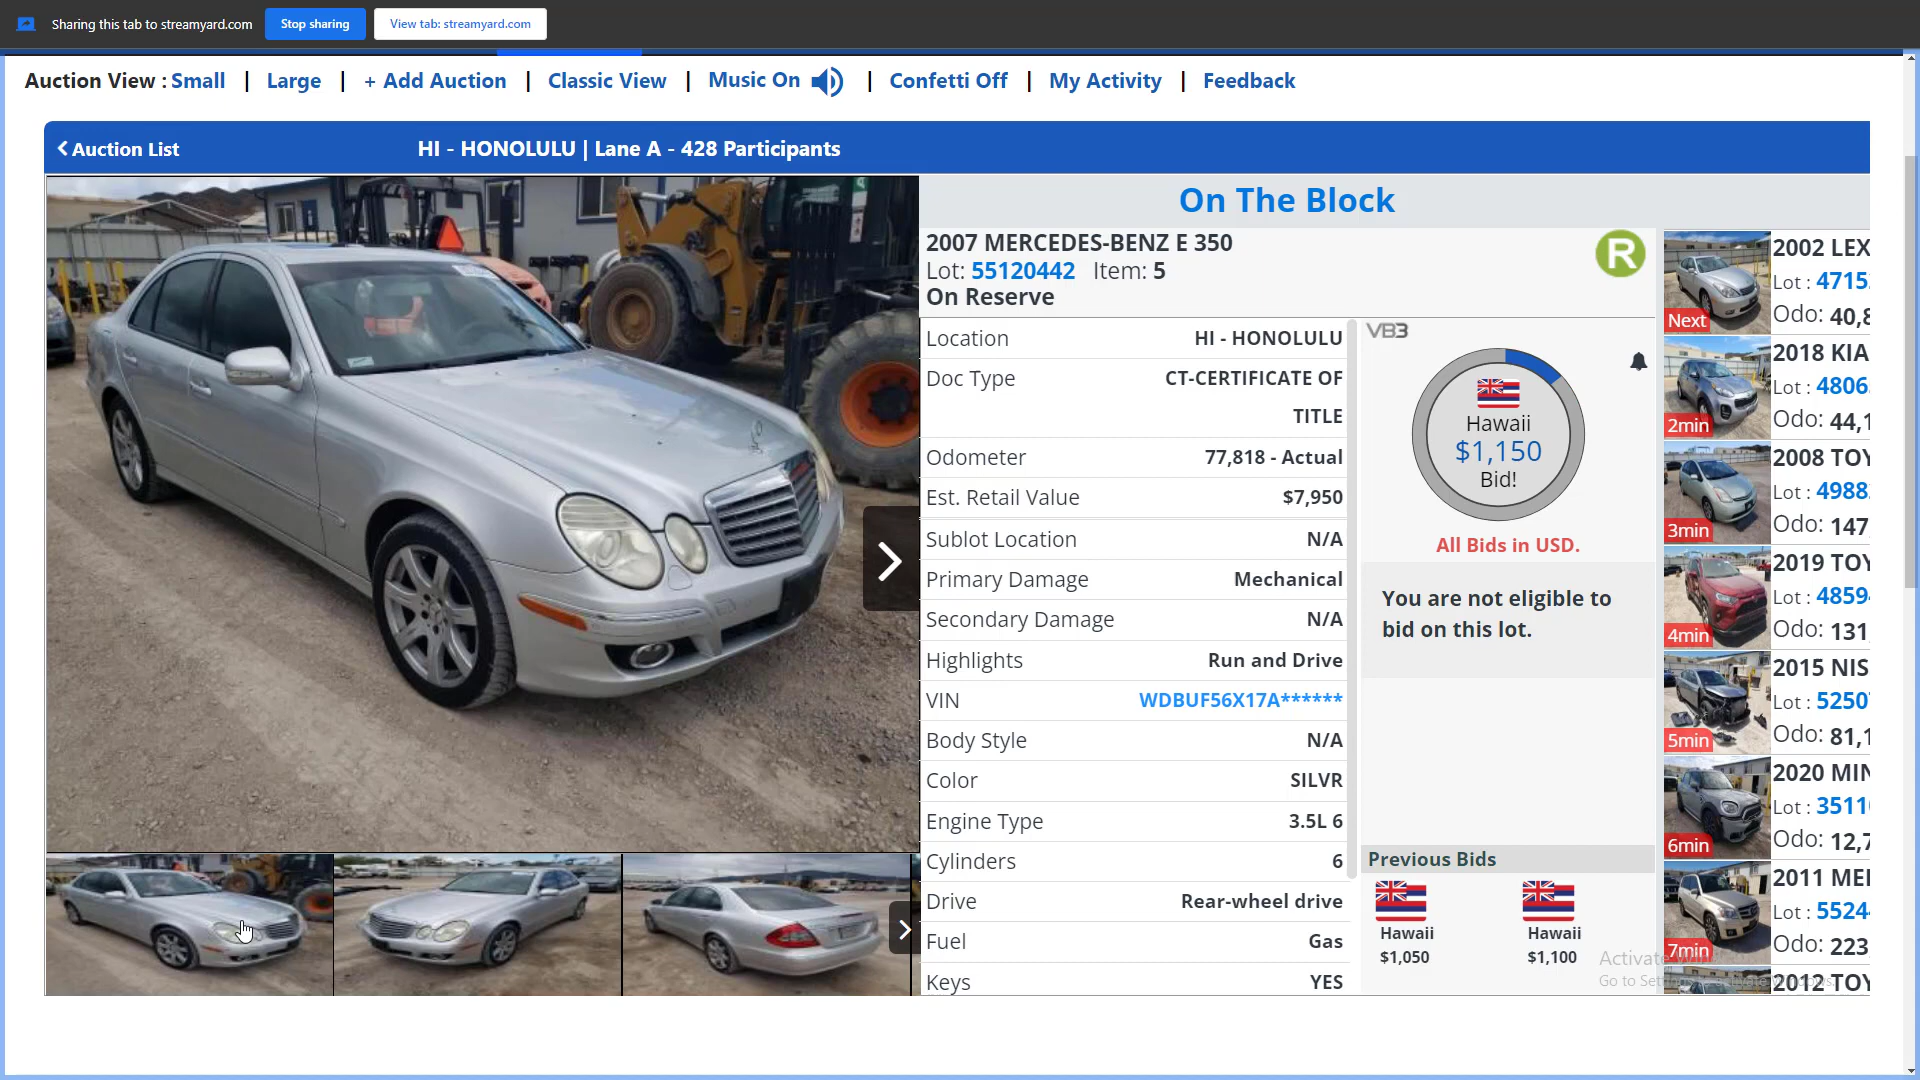 Sharing this tab to streamyard.com
Stop sharing
View tab: streamyard.com
Auction View : Small | Large | + Add Auction | Classic View | Music On | Confetti Off | My Activity | Feedback
Auction List
HI - HONOLULU | Lane A - 428 Participants
On The Block
2007 MERCEDES-BENZ E 350
Lot: 55120442 Item: 5
On Reserve
R
Location HI - HONOLULU
Doc Type CT-CERTIFICATE OF
TITLE
Odometer 77,818 - Actual
Est. Retail Value $7,950
Sublot Location N/A
Primary Damage Mechanical
Secondary Damage N/A
Highlights Run and Drive
VIN WDBUF56X17A******
Body Style N/A
Color SILVR
Engine Type 3.5L 6
Cylinders 6
Drive Rear-wheel drive
Fuel Gas
Keys YES
VB3
Hawaii
$1,150
Bid!
All Bids in USD.
You are not eligible to
bid on this lot.
Previous Bids
Hawaii
$1,050
Hawaii
$1,100
Next
2002 LEX
Lot : 4715
Odo: 40,8
2min
2018 KIA
Lot : 4806
Odo: 44,1
3min
2008 TOY
Lot : 4988
Odo: 147,
4min
2019 TOY
Lot : 4859
Odo: 131,
5min
2015 NIS
Lot : 5250
Odo: 81,1
6min
2020 MIN
Lot : 3511
Odo: 12,7
7min
2011 MEI
Lot : 5524
Odo: 223
2012 TOY
Activate
Go to